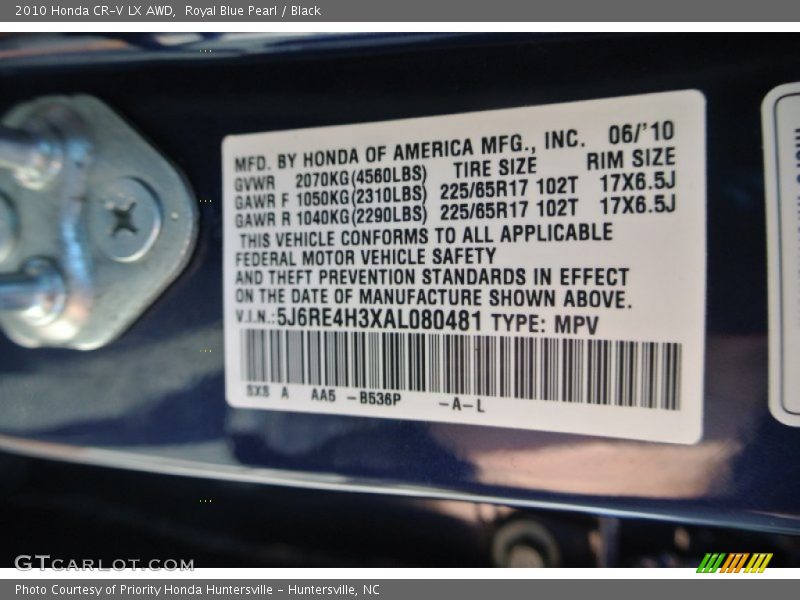 2010 Honda CR-V LX AWD, Royal Blue Pearl / Black
MFD. BY HONDA OF AMERICA MFG., INC. 06/'10
GVWR 2070KG(4560LBS) TIRE SIZE RIM SIZE
GAWR F 1050KG(2310LBS) 225/65R17 102T 17X6.5J
GAWR R 1040KG(2290LBS) 225/65R17 102T 17X6.5J
THIS VEHICLE CONFORMS TO ALL APPLICABLE
FEDERAL MOTOR VEHICLE SAFETY
AND THEFT PREVENTION STANDARDS IN EFFECT
ON THE DATE OF MANUFACTURE SHOWN ABOVE.
V.I.N.:5J6RE4H3XAL080481 TYPE: MPV
SXS A AA5 -B536P -A-L
GTCARLOT.COM
Photo Courtesy of Priority Honda Huntersville - Huntersville, NC